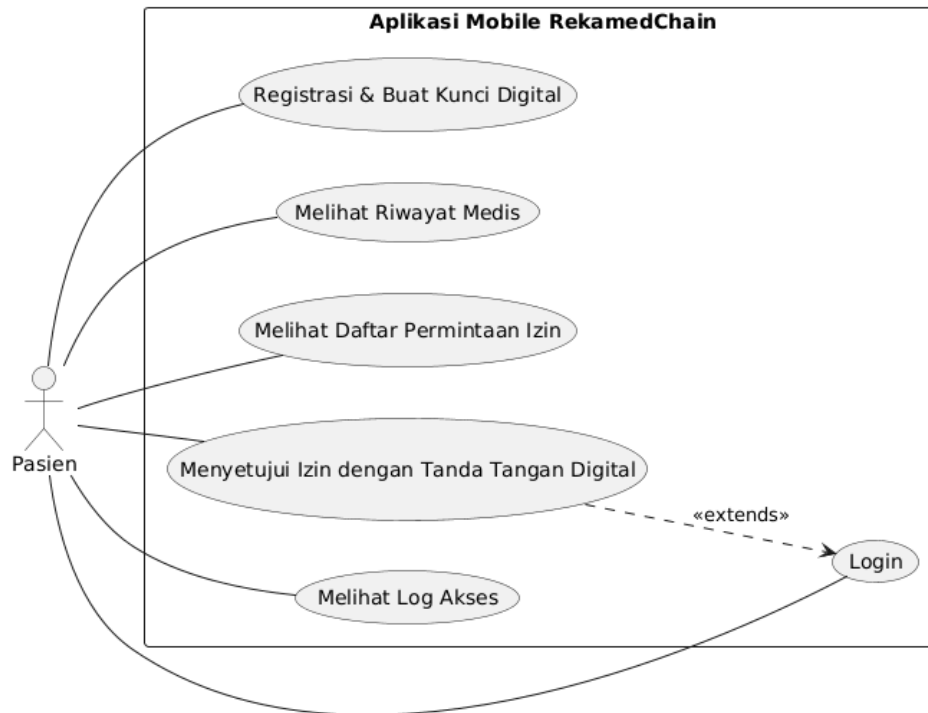 Aplikasi Mobile RekamedChain
Registrasi & Buat Kunci Digital
Melihat Riwayat Medis
Melihat Daftar Permintaan Izin
Pasien
Menyetujui Izin dengan Tanda Tangan Digital
«extends»
Login
Melihat Log Akses